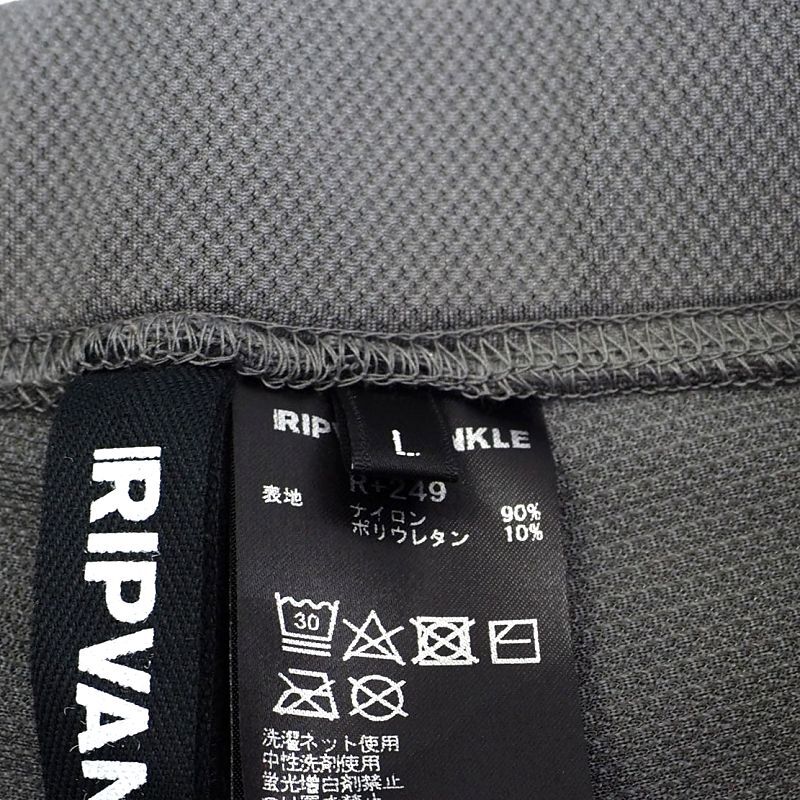 RIPVAN
RIP
NKLE
L
R+249
表地
ナイロン 90%
ポリウレタン 10%
30
洗濯ネット使用
中性洗剤使用
蛍光増白剤禁止